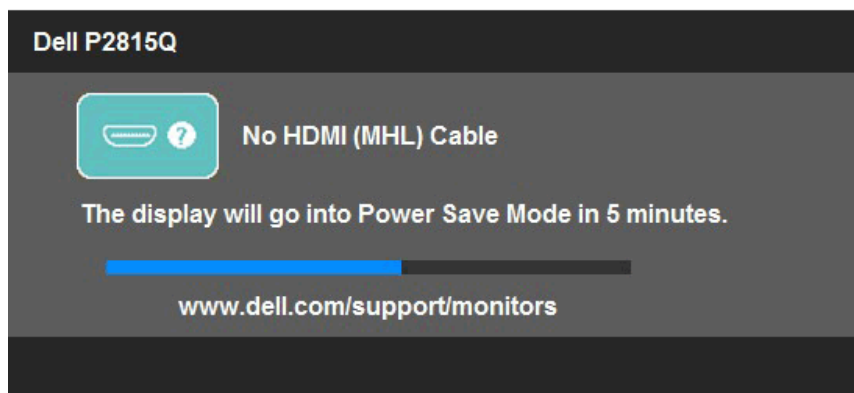 Dell P2815Q
? No HDMI (MHL) Cable
The display will go into Power Save Mode in 5 minutes.
www.dell.com/support/monitors